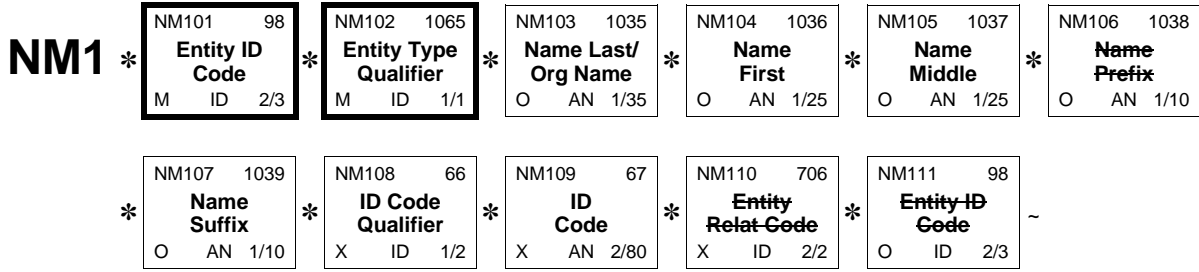 NM1 * NM101 98 * NM102 1065 * NM103 1035 * NM104 1036 * NM105 1037 * NM106 1038
Entity ID Entity Type Name Last/ Name Name Name
Code Qualifier Org Name First Middle Prefix
M ID 2/3 M ID 1/1 O AN 1/35 O AN 1/25 O AN 1/25 O AN 1/10
* NM107 1039 * NM108 66 * NM109 67 * NM110 706 * NM111 98 ~
Name ID Code ID Entity Entity ID
Suffix Qualifier Code Relat Code Code
O AN 1/10 X ID 1/2 X AN 2/80 X ID 2/2 O ID 2/3